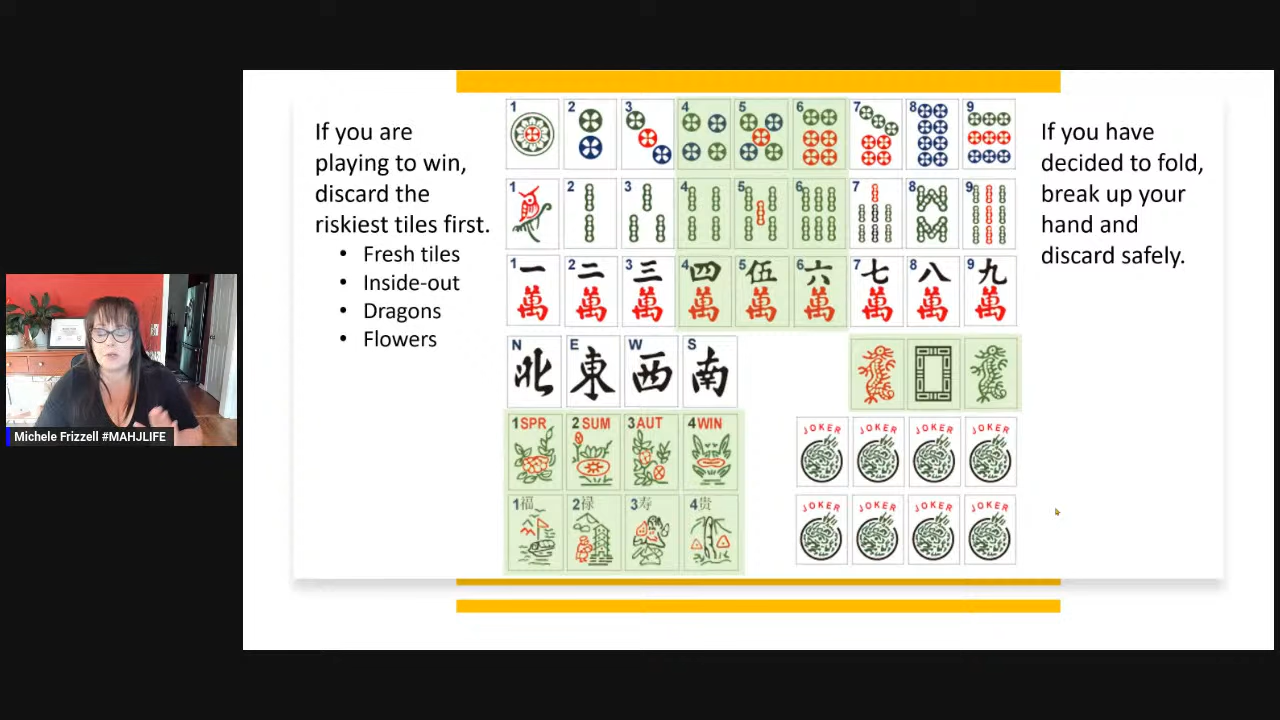 If you are
playing to win,
discard the
riskiest tiles first.
• Fresh tiles
• Inside-out
• Dragons
• Flowers
1 2 3 4 5 6 7 8 9
1 2 3 4 5 6 7 8 9
1 2 3 4 5 6 7 8 9
一 二 三 四 伍 六 七 八 九
萬 萬 萬 萬 萬 萬 萬 萬 萬
N E W S
北 東 西 南
1 SPR 2 SUM 3 AUT 4 WIN
1福 2禄 3寿 4贵
JOKER JOKER JOKER JOKER
JOKER JOKER JOKER JOKER
If you have
decided to fold,
break up your
hand and
discard safely.
Michele Frizzell #MAHJLIFE